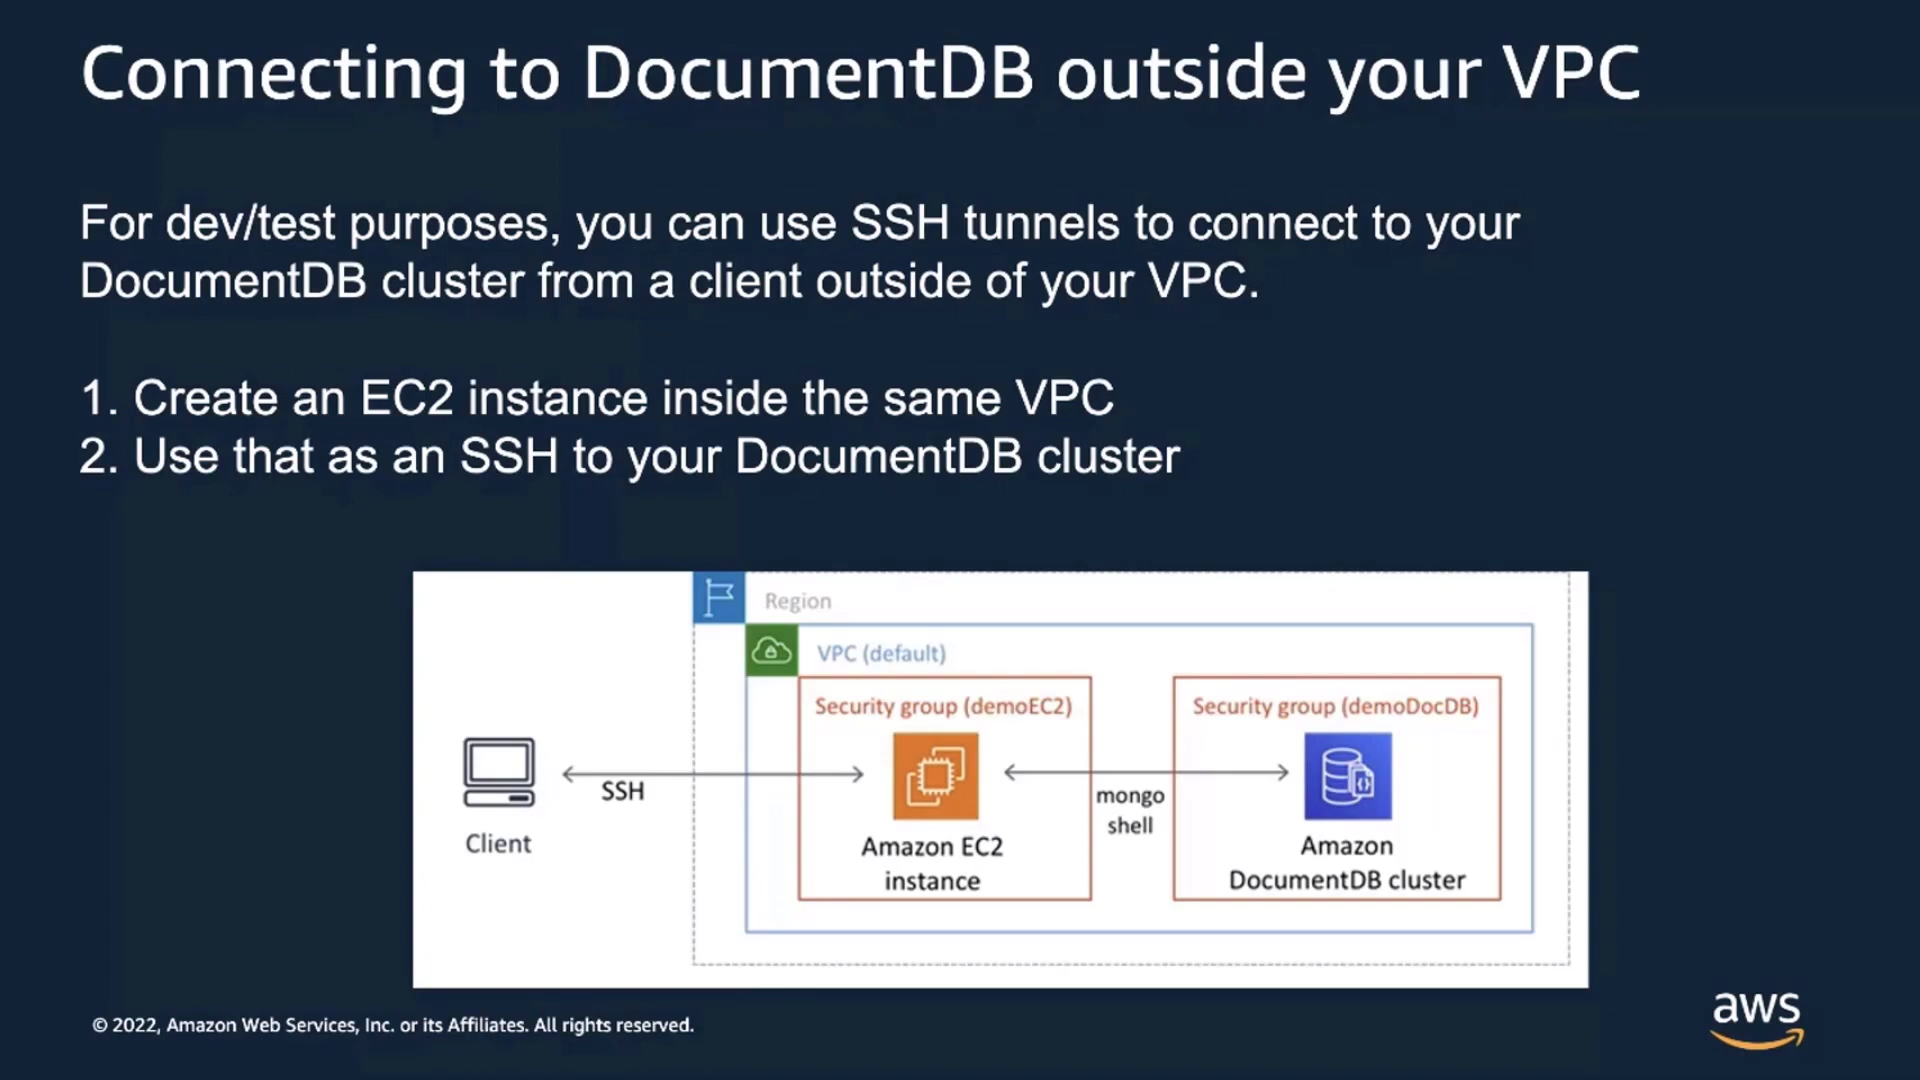 Connecting to DocumentDB outside your VPC
For dev/test purposes, you can use SSH tunnels to connect to your
DocumentDB cluster from a client outside of your VPC.
1. Create an EC2 instance inside the same VPC
2. Use that as an SSH to your DocumentDB cluster
Region
VPC (default)
Security group (demoEC2)
Security group (demoDocDB)
SSH
mongo
shell
Client
Amazon EC2
instance
Amazon
DocumentDB cluster
© 2022, Amazon Web Services, Inc. or its Affiliates. All rights reserved.
aws